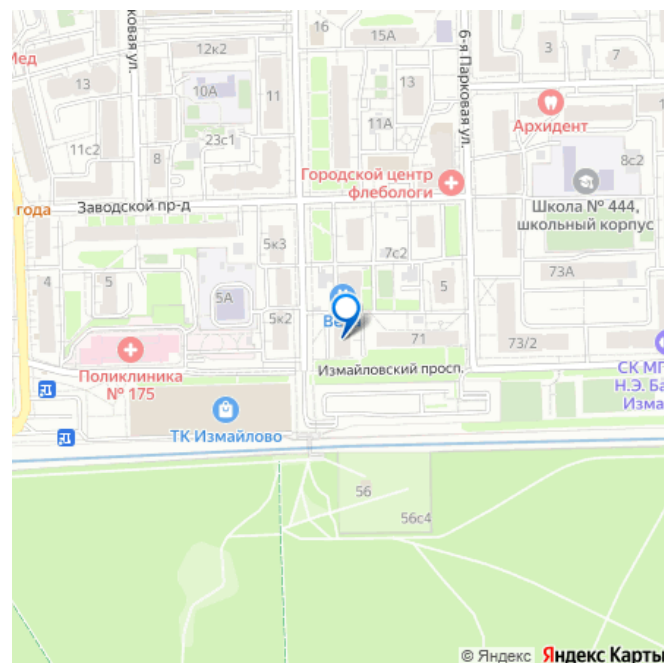 16
15А
3
7
12к2
Мед
ковая ул.
6-я Парковая ул.
13
10А
11
13
Архидент
11с2
8
23с1
11А
8с2
Городской центр
флебологи
года
Заводской пр-д
Школа № 444,
школьный корпус
5к3
7с2
4
5
5А
5
73А
5к2
71
73/2
Поликлиника
№ 175
Измайловский просп.
СК МГ
Н.Э. Ба
Изма
ТК Измайлово
56
56с4
© Яндекс Яндекс Карты